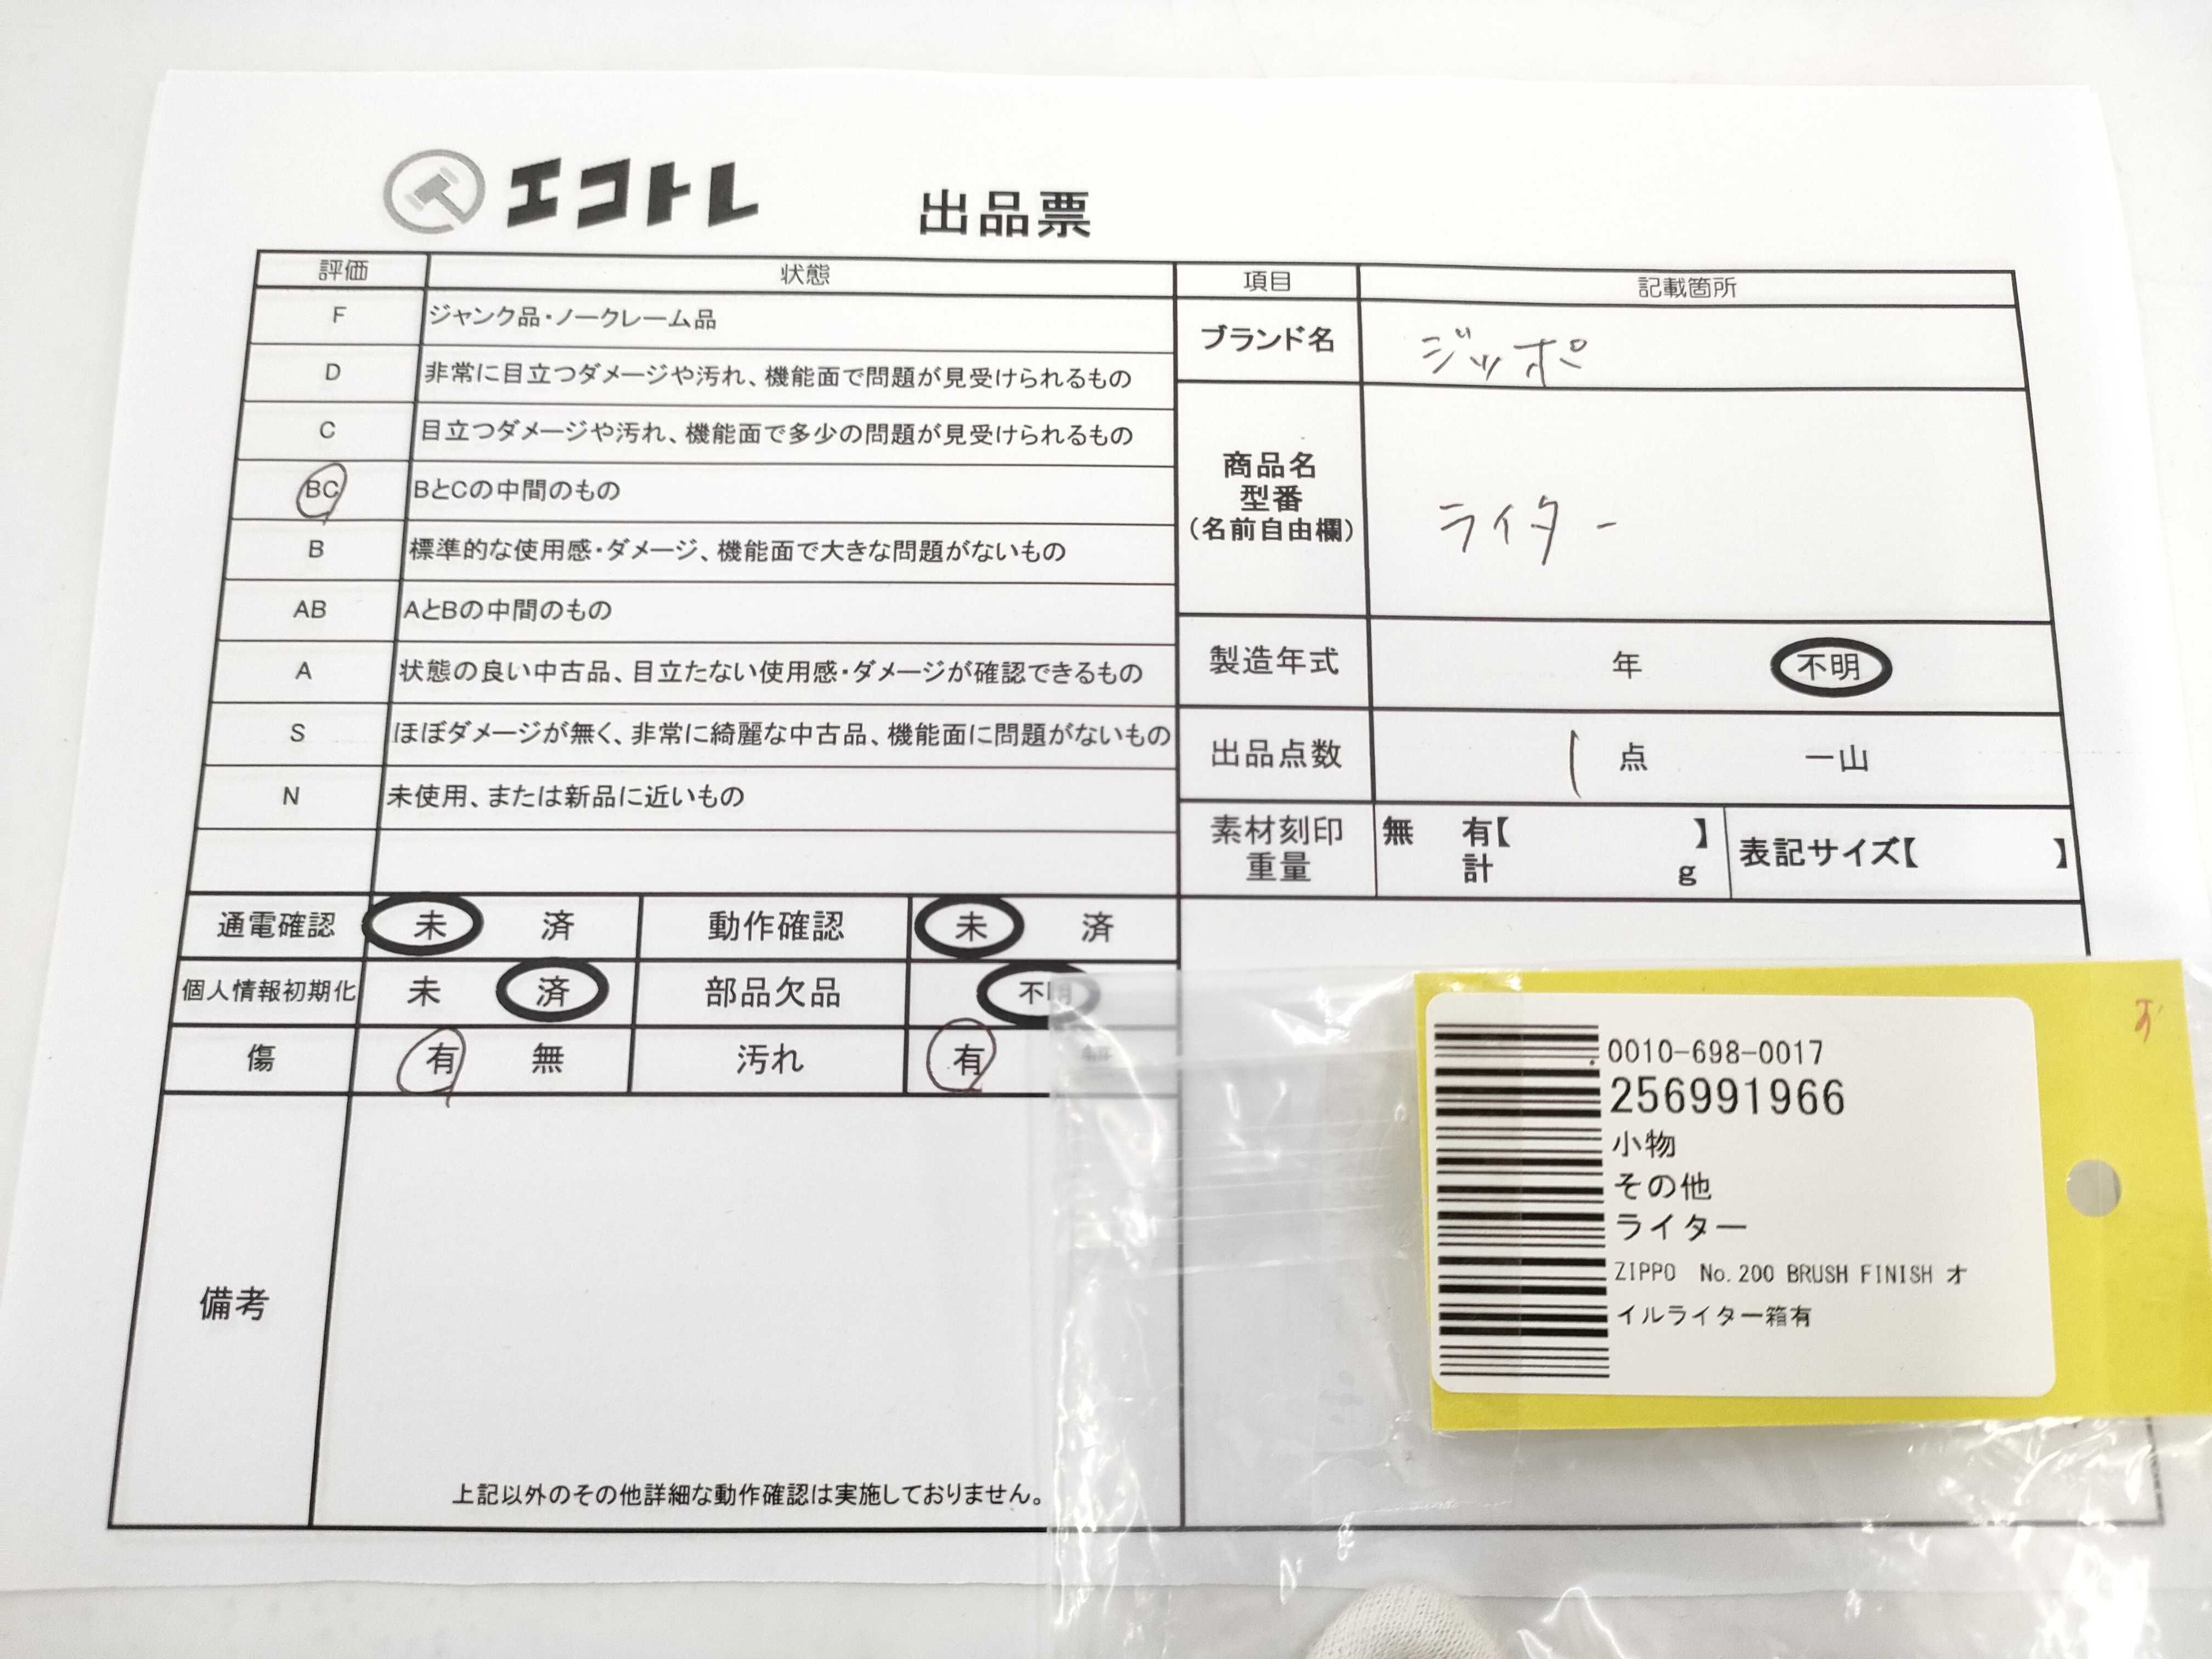 エコトレ 出品票
評価 状態
F ジャンク品・ノークレーム品
D 非常に目立つダメージや汚れ、機能面で問題が見受けられるもの
C 目立つダメージや汚れ、機能面で多少の問題が見受けられるもの
BC BとCの中間のもの
B 標準的な使用感・ダメージ、機能面で大きな問題がないもの
AB AとBの中間のもの
A 状態の良い中古品、目立たない使用感・ダメージが確認できるもの
S ほぼダメージが無く、非常に綺麗な中古品、機能面に問題がないもの
N 未使用、または新品に近いもの
通電確認 未 済 動作確認 未 済
個人情報初期化 未 済 部品欠品 不明
傷 有 無 汚れ 有 無
備考
上記以外のその他詳細な動作確認は実施しておりません。
項目 記載箇所
ブランド名 ジッポ
商品名
型番
(名前自由欄)
ライター
製造年式 年 不明
出品点数 1 点 一山
素材刻印 無 有【 】
重量 計 g
表記サイズ【 】
0010-698-0017
256991966
小物
その他
ライター
ZIPPO No.200 BRUSH FINISH オ
イルライター箱有